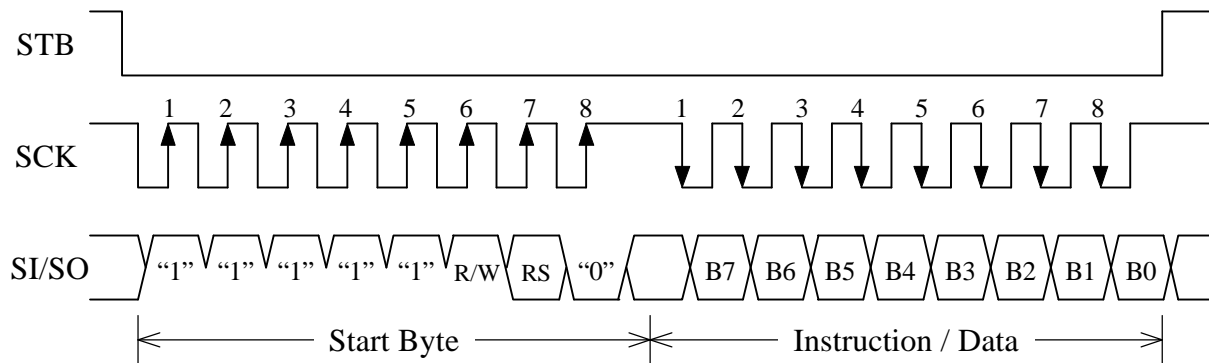 STB
1 2 3 4 5 6 7 8 1 2 3 4 5 6 7 8
SCK
SI/SO “1” “1” “1” “1” “1” R/W RS “0” B7 B6 B5 B4 B3 B2 B1 B0
Start Byte Instruction / Data